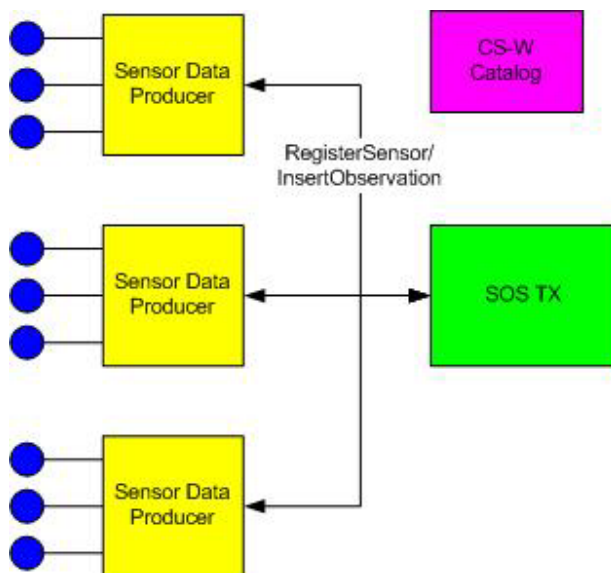 Sensor Data
Producer
CS-W
Catalog
RegisterSensor/
InsertObservation
Sensor Data
Producer
SOS TX
Sensor Data
Producer